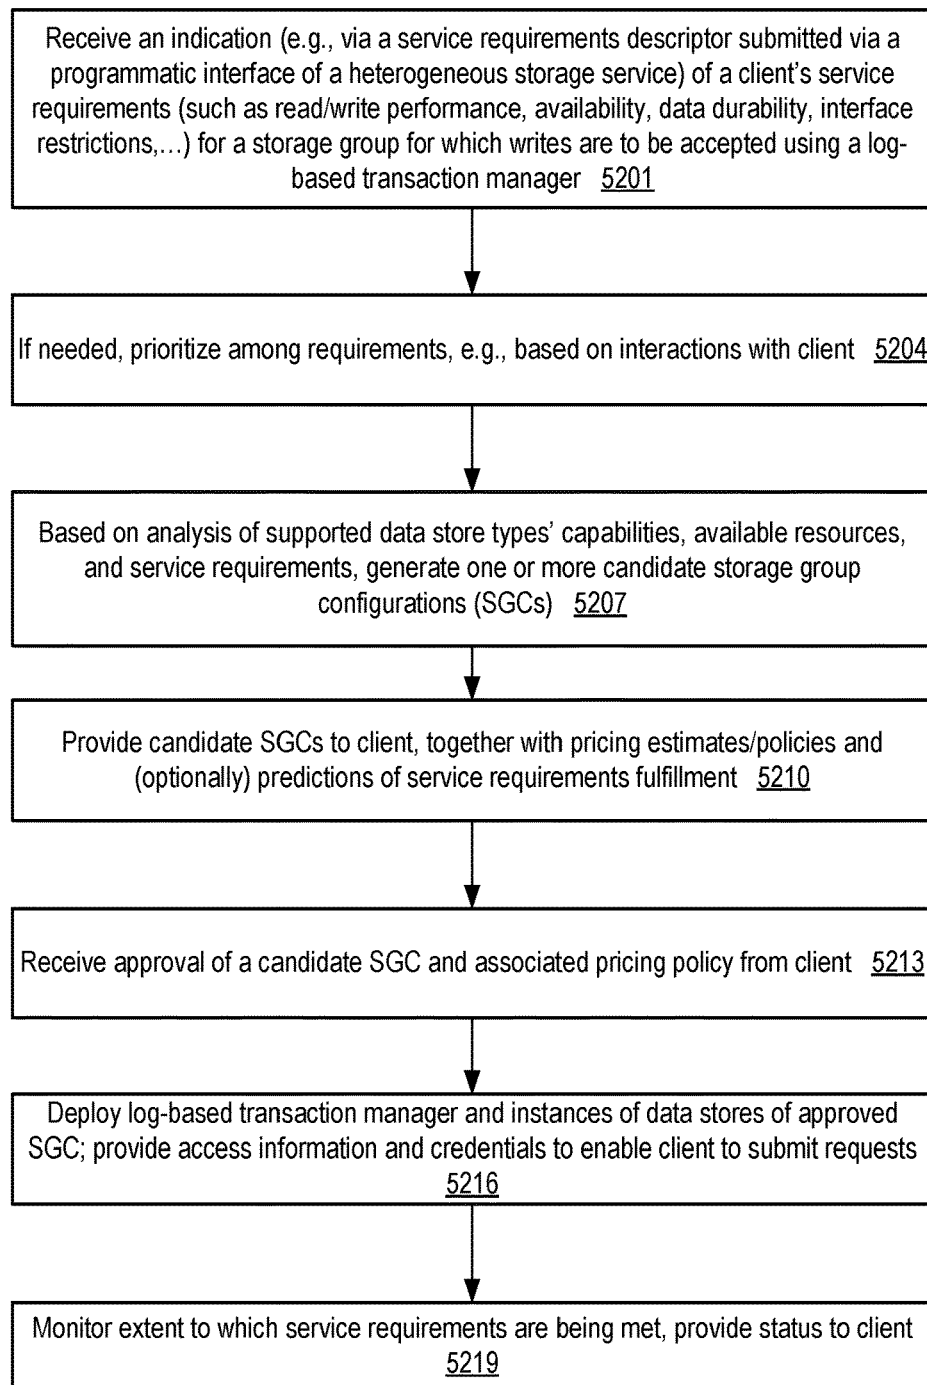 Receive an indication (e.g., via a service requirements descriptor submitted via a
programmatic interface of a heterogeneous storage service) of a client’s service
requirements (such as read/write performance, availability, data durability, interface
restrictions,…) for a storage group for which writes are to be accepted using a log-
based transaction manager 5201
If needed, prioritize among requirements, e.g., based on interactions with client 5204
Based on analysis of supported data store types’ capabilities, available resources,
and service requirements, generate one or more candidate storage group
configurations (SGCs) 5207
Provide candidate SGCs to client, together with pricing estimates/policies and
(optionally) predictions of service requirements fulfillment 5210
Receive approval of a candidate SGC and associated pricing policy from client 5213
Deploy log-based transaction manager and instances of data stores of approved
SGC; provide access information and credentials to enable client to submit requests
5216
Monitor extent to which service requirements are being met, provide status to client
5219